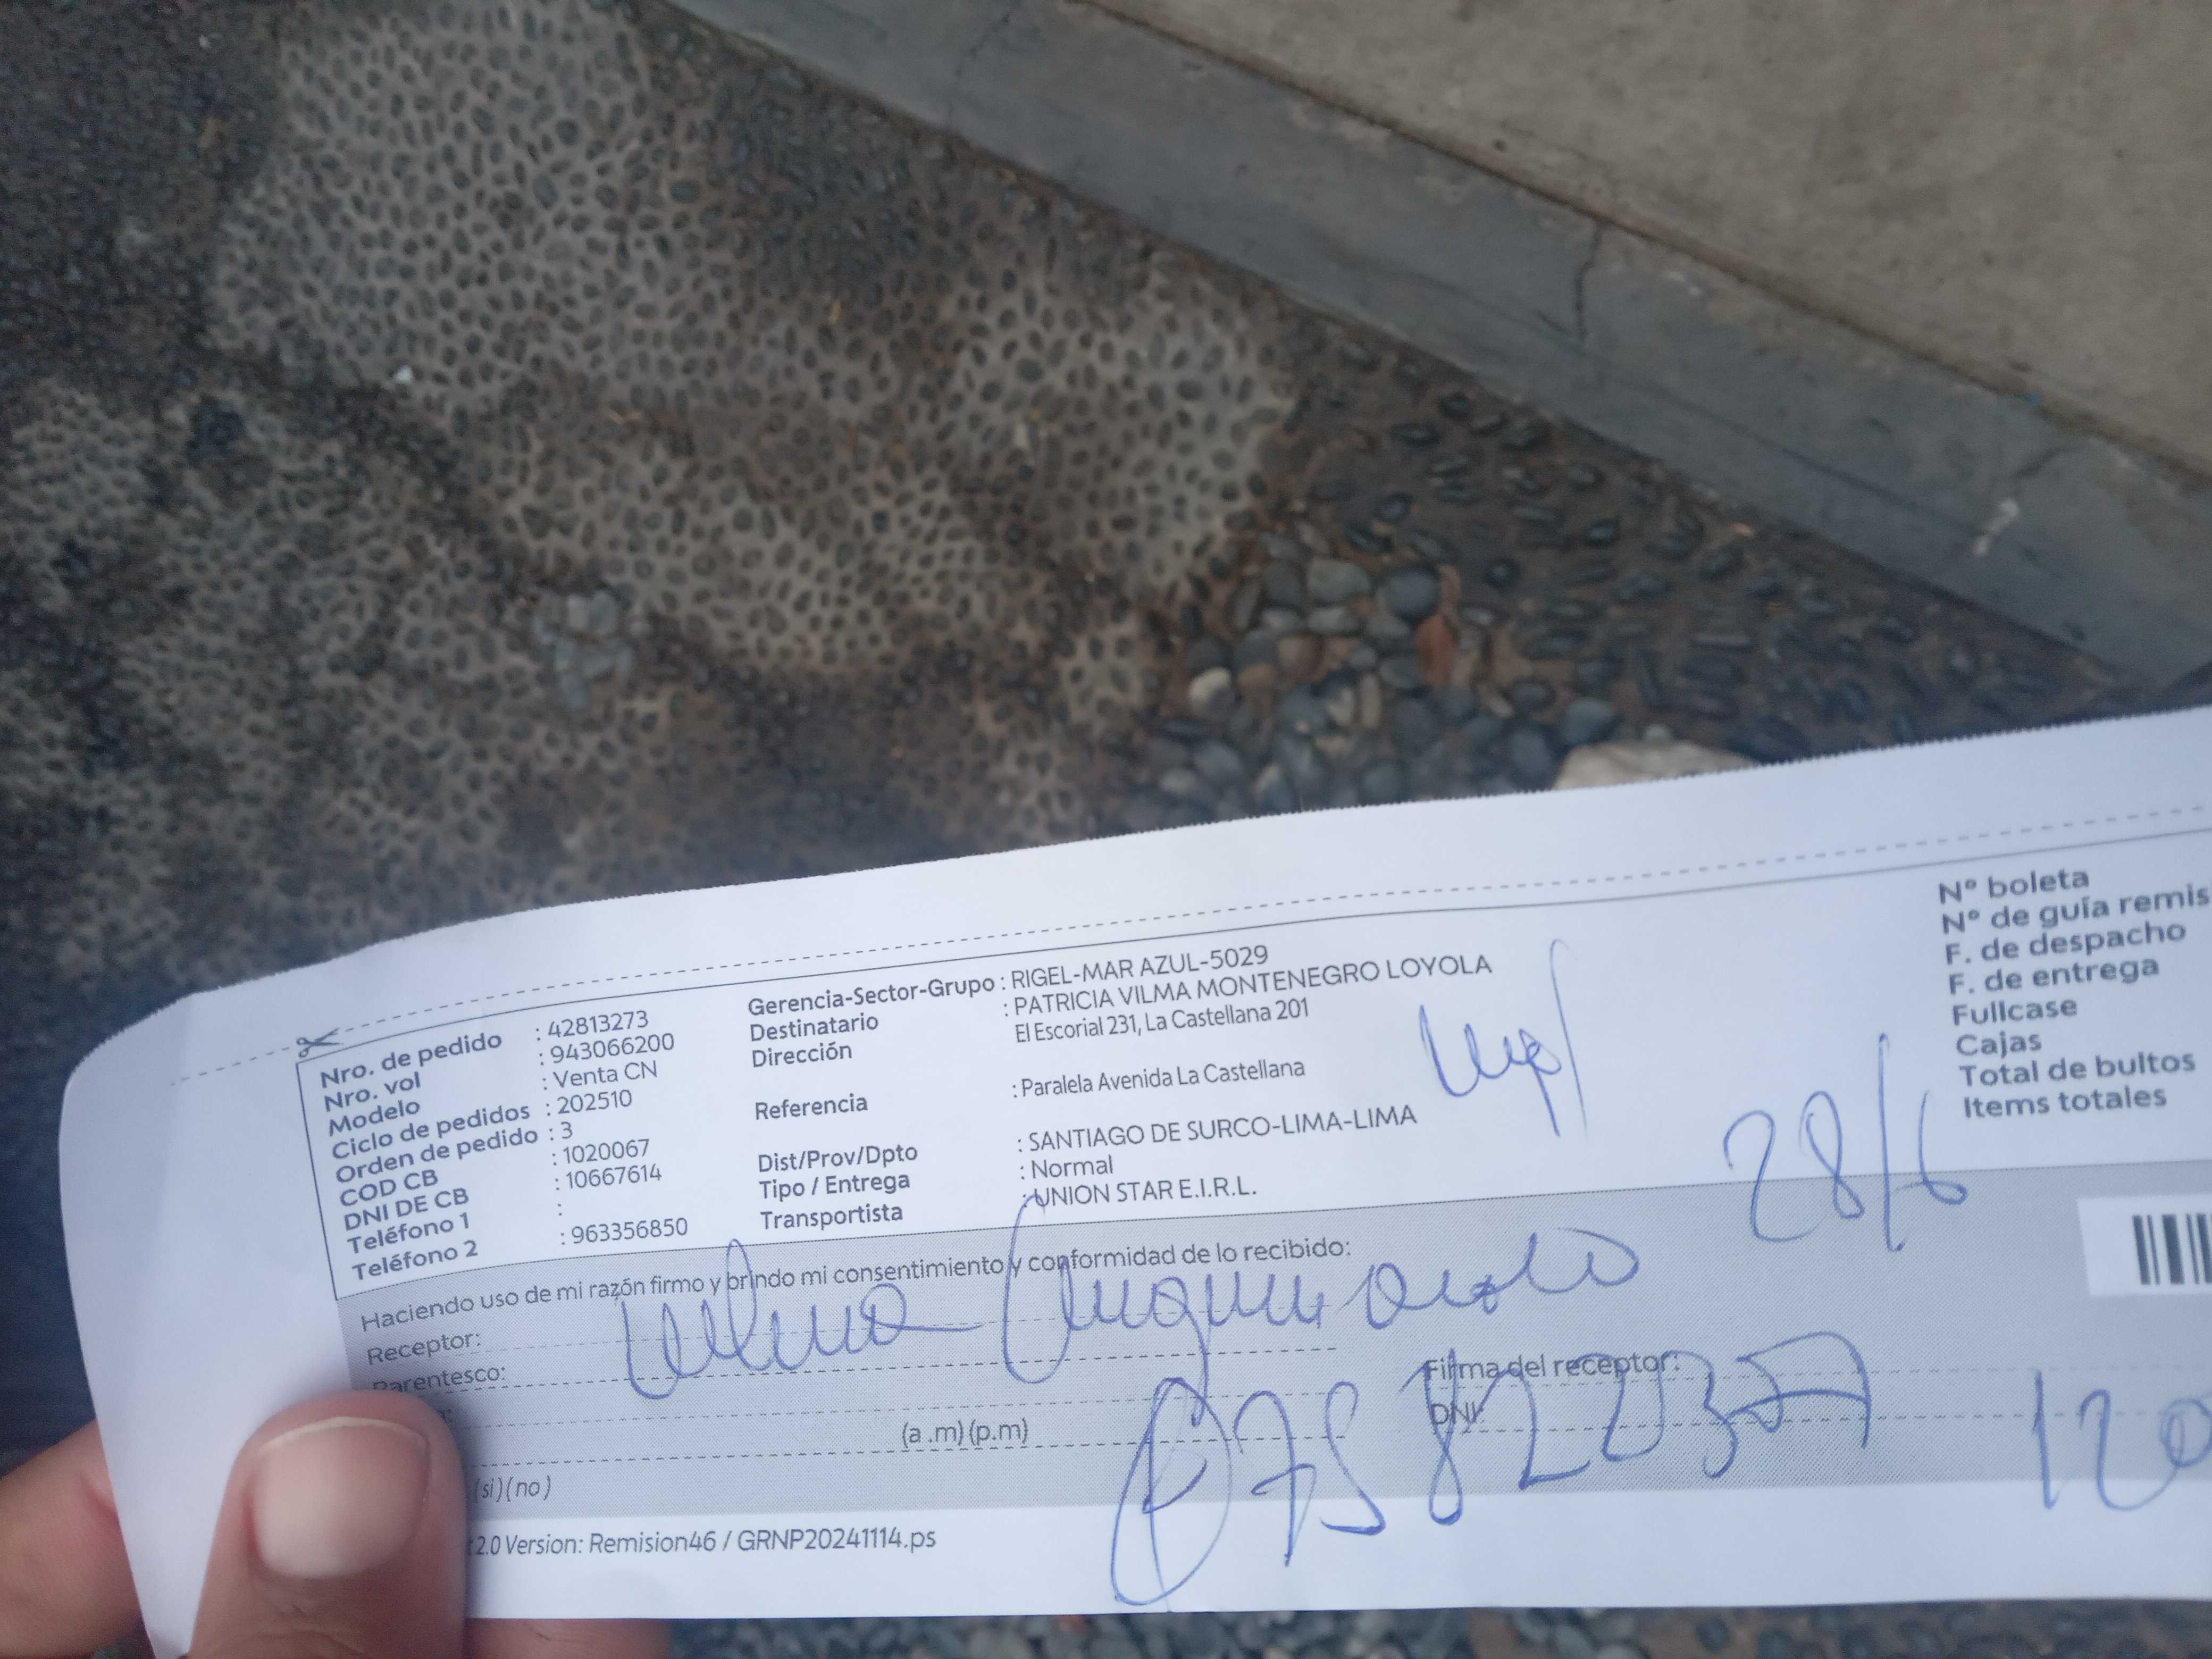 Nro. de pedido : 42813273
Nro. vol : 943066200
Modelo : Venta CN
Ciclo de pedidos : 202510
Orden de pedido : 3
COD CB : 1020067
DNI DE CB : 10667614
Teléfono 1 :
Teléfono 2 : 963356850
Gerencia-Sector-Grupo : RIGEL-MAR AZUL-5029
Destinatario : PATRICIA VILMA MONTENEGRO LOYOLA
Dirección El Escorial 231, La Castellana 201
Referencia : Paralela Avenida La Castellana
Dist/Prov/Dpto : SANTIAGO DE SURCO-LIMA-LIMA
Tipo / Entrega : Normal
Transportista : UNION STAR E.I.R.L.
Nº boleta
Nº de guía remis
F. de despacho
F. de entrega
Fullcase
Cajas
Total de bultos
Items totales
28/6
Haciendo uso de mi razón firmo y brindo mi consentimiento y conformidad de lo recibido:
Receptor:
Parentesco:
Firma del receptor:
DNI:
(a .m) (p.m)
120
(si) (no)
2.0 Version: Remision46 / GRNP20241114.ps